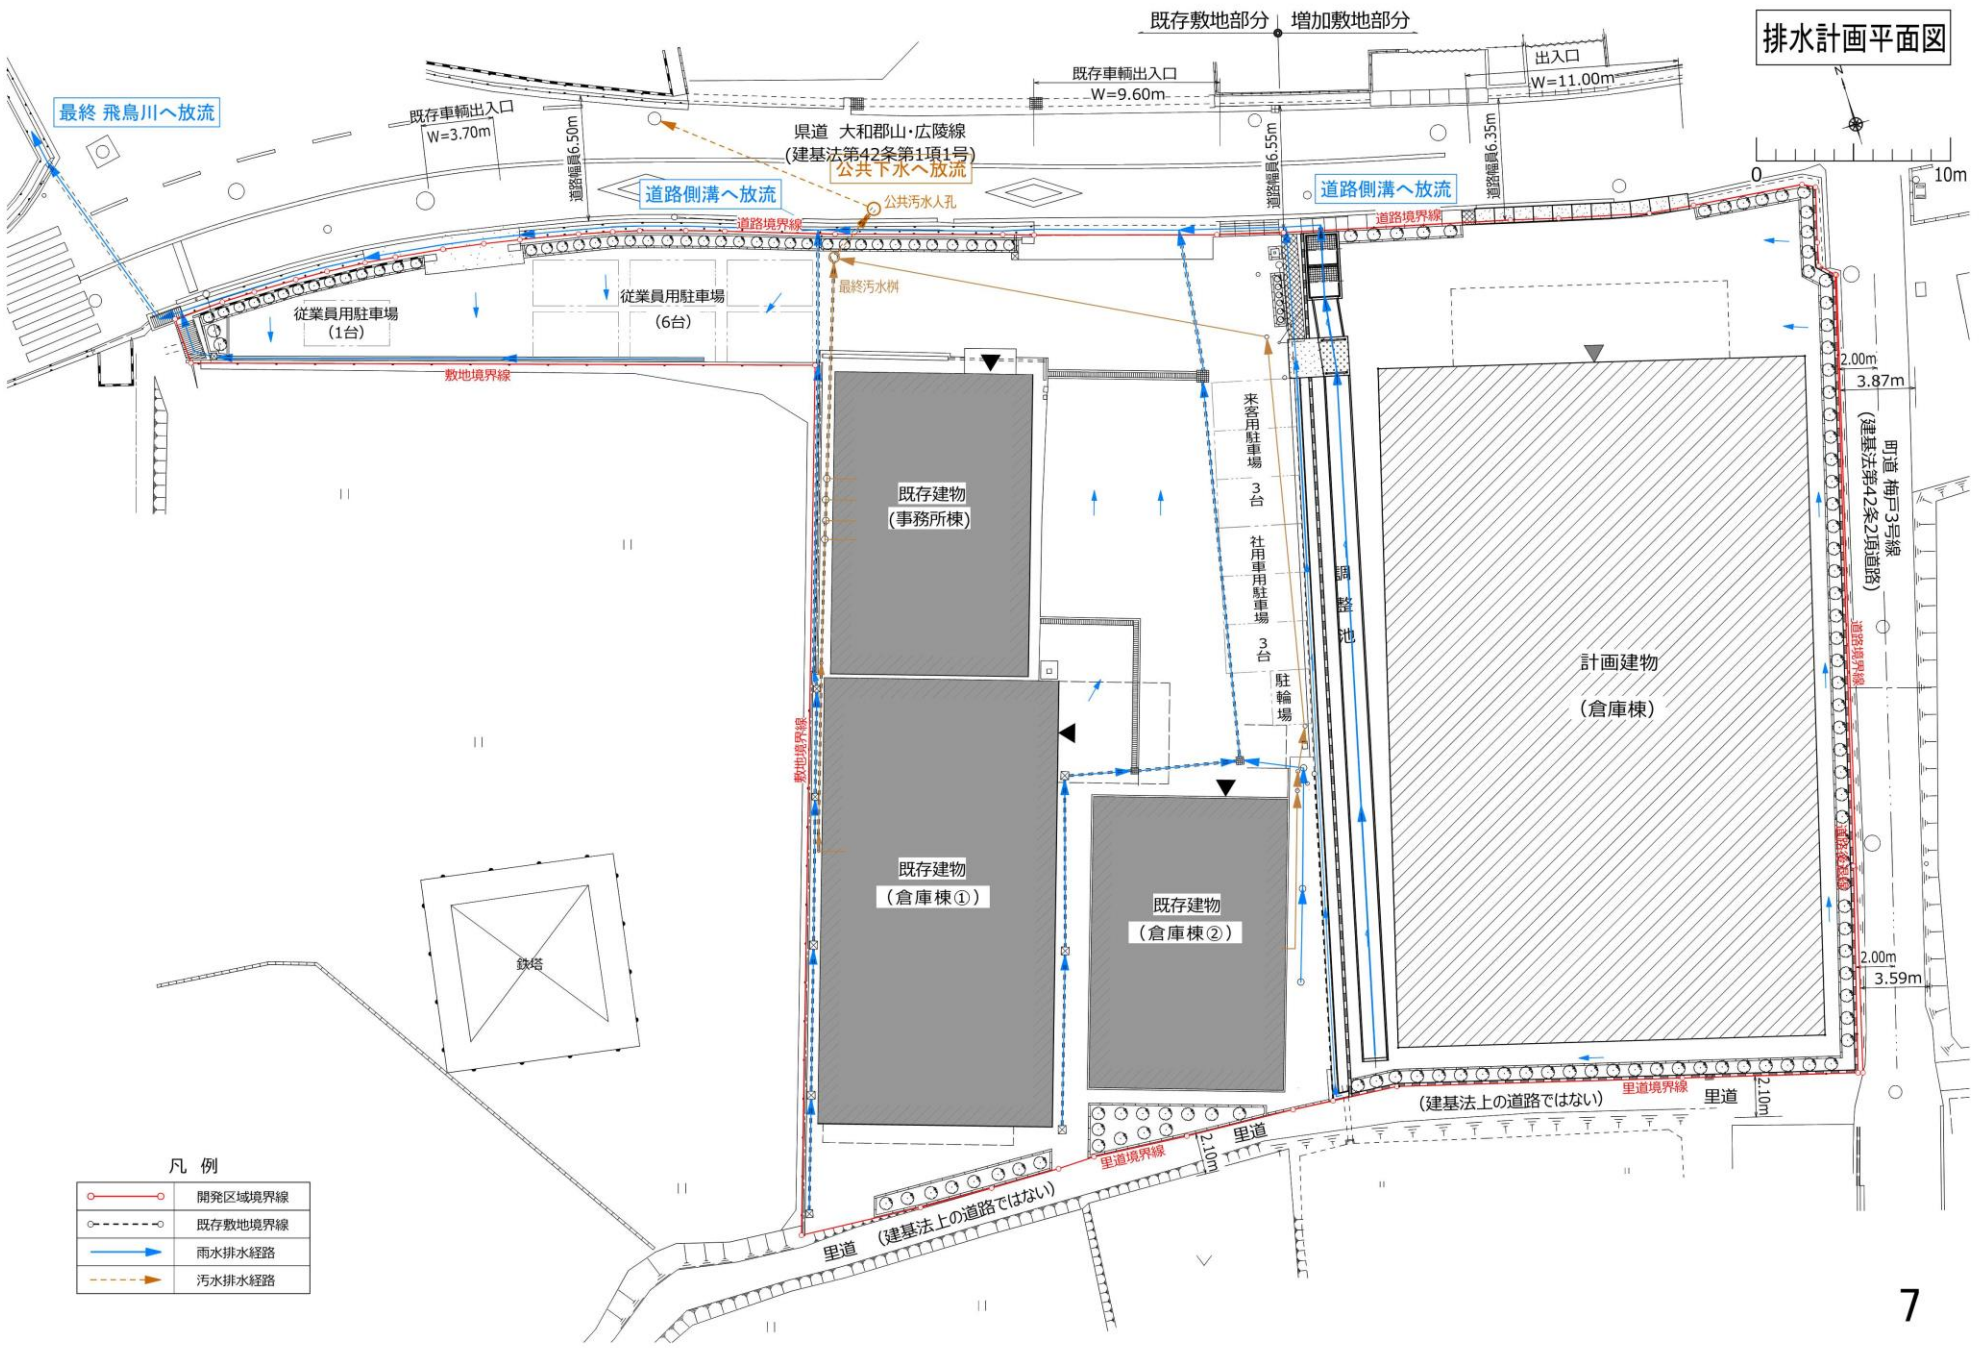 既存敷地部分
増加敷地部分
排水計画平面図
出入口
W=11.00m
既存車輌出入口
W=9.60m
既存車輌出入口
W=3.70m
最終 飛鳥川へ放流
N
0
10m
県道 大和郡山・広陵線
(建基法第42条第1項1号)
公共下水へ放流
道路幅員6.50m
道路幅員6.55m
道路幅員6.35m
道路側溝へ放流
道路側溝へ放流
公共汚水人孔
道路境界線
道路境界線
最終汚水桝
従業員用駐車場
(1台)
従業員用駐車場
(6台)
敷地境界線
2.00m
3.87m
来客用駐車場 3台
町道 梅戸3号線
(建基法第42条2項道路)
既存建物
(事務所棟)
社用車用駐車場 3台
調整池
道路境界線
計画建物
(倉庫棟)
駐輪場
敷地境界線
既存建物
(倉庫棟①)
既存建物
(倉庫棟②)
鉄塔
2.00m
3.59m
里道境界線
(建基法上の道路ではない)
里道
2.10m
里道
2.10m
里道境界線
里道
(建基法上の道路ではない)
凡 例
開発区域境界線
既存敷地境界線
雨水排水経路
汚水排水経路
7